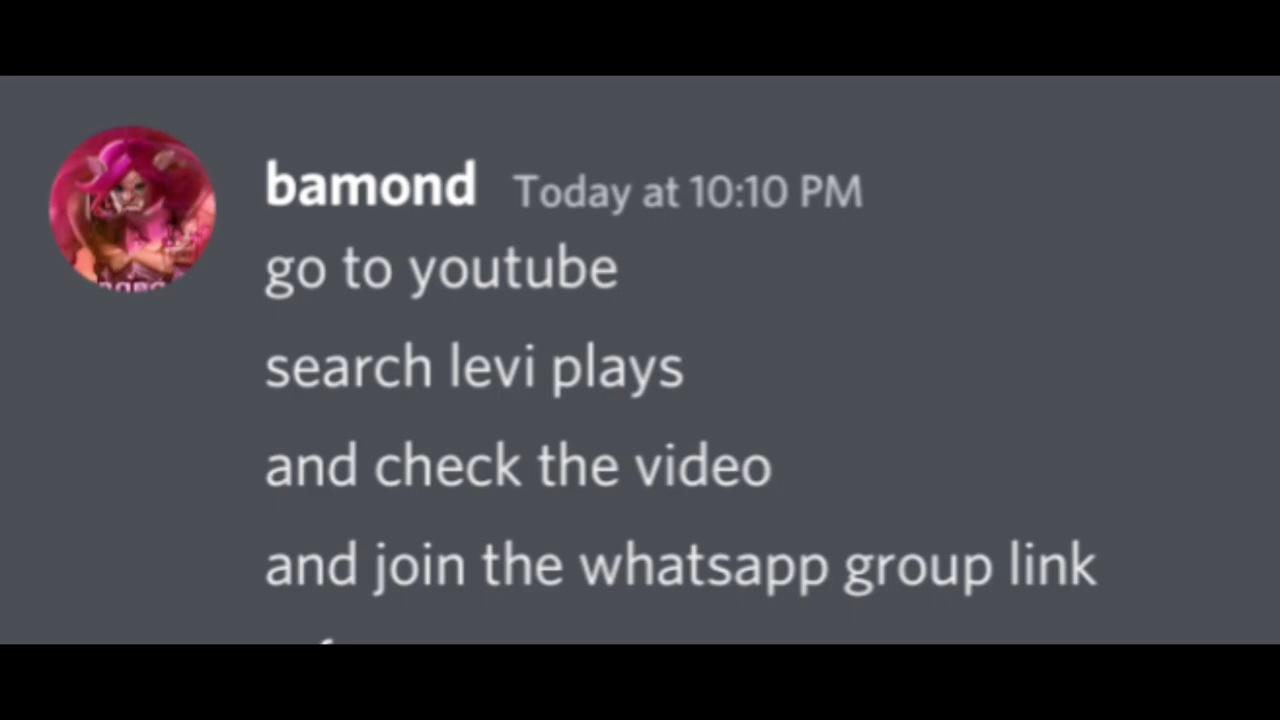 bamond Today at 10:10 PM
go to youtube
search levi plays
and check the video
and join the whatsapp group link